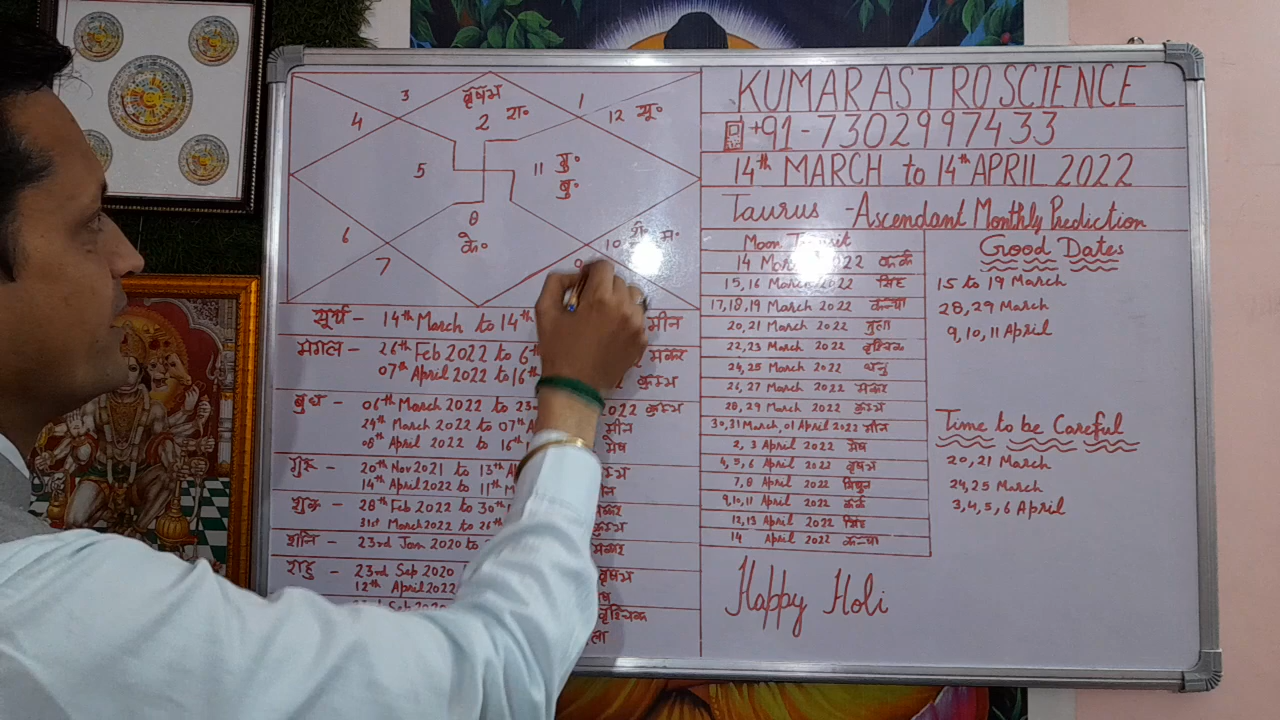 3
वृषभ
1
4
2 रा०
12 सू०
5
11 गु०
बु०
6
8
के०
10 श०
7
सूर्य - 14th March to 14th मीन
मंगल - 26th Feb 2022 to 6th मकर
07th April 2022 to 16th कुम्भ
बुध - 06th March 2022 to 23 2022 कुम्भ
24th March 2022 to 07th मीन
08th April 2022 to 16th मेष
गुरु - 20th Nov 2021 to 13th
14th April 2022 to 11th
शुक्र - 28th Feb 2022 to 30th
31st March 2022 to 26th
शनि - 23rd Jan 2020 to मकर
राहु - 23rd Sep 2020 वृषभ
12th April 2022
वृश्चिक
KUMAR ASTRO SCIENCE
+91-7302997433
14th MARCH to 14th APRIL 2022
Taurus - Ascendant Monthly Prediction
Moon Transit
14 March 2022 कर्क
15, 16 March 2022 सिंह
17, 18, 19 March 2022 कन्या
20, 21 March 2022 तुला
22, 23 March 2022 वृश्चिक
24, 25 March 2022 धनु
26, 27 March 2022 मकर
28, 29 March 2022 कुम्भ
30, 31 March, 01 April 2022 मीन
2, 3 April 2022 मेष
4, 5, 6 April 2022 वृषभ
7, 8 April 2022 मिथुन
9, 10, 11 April 2022 कर्क
12, 13 April 2022 सिंह
14 April 2022 कन्या
Good Dates
15 to 19 March
28, 29 March
9, 10, 11 April
Time to be Careful
20, 21 March
24, 25 March
3, 4, 5, 6 April
Happy Holi